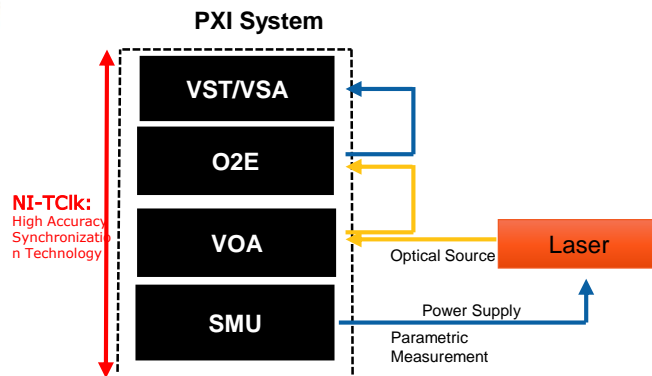 PXI System
VST/VSA
O2E
NI-TClk:
High Accuracy
Synchronizatio
n Technology
VOA
Optical Source
Laser
SMU
Power Supply
Parametric
Measurement